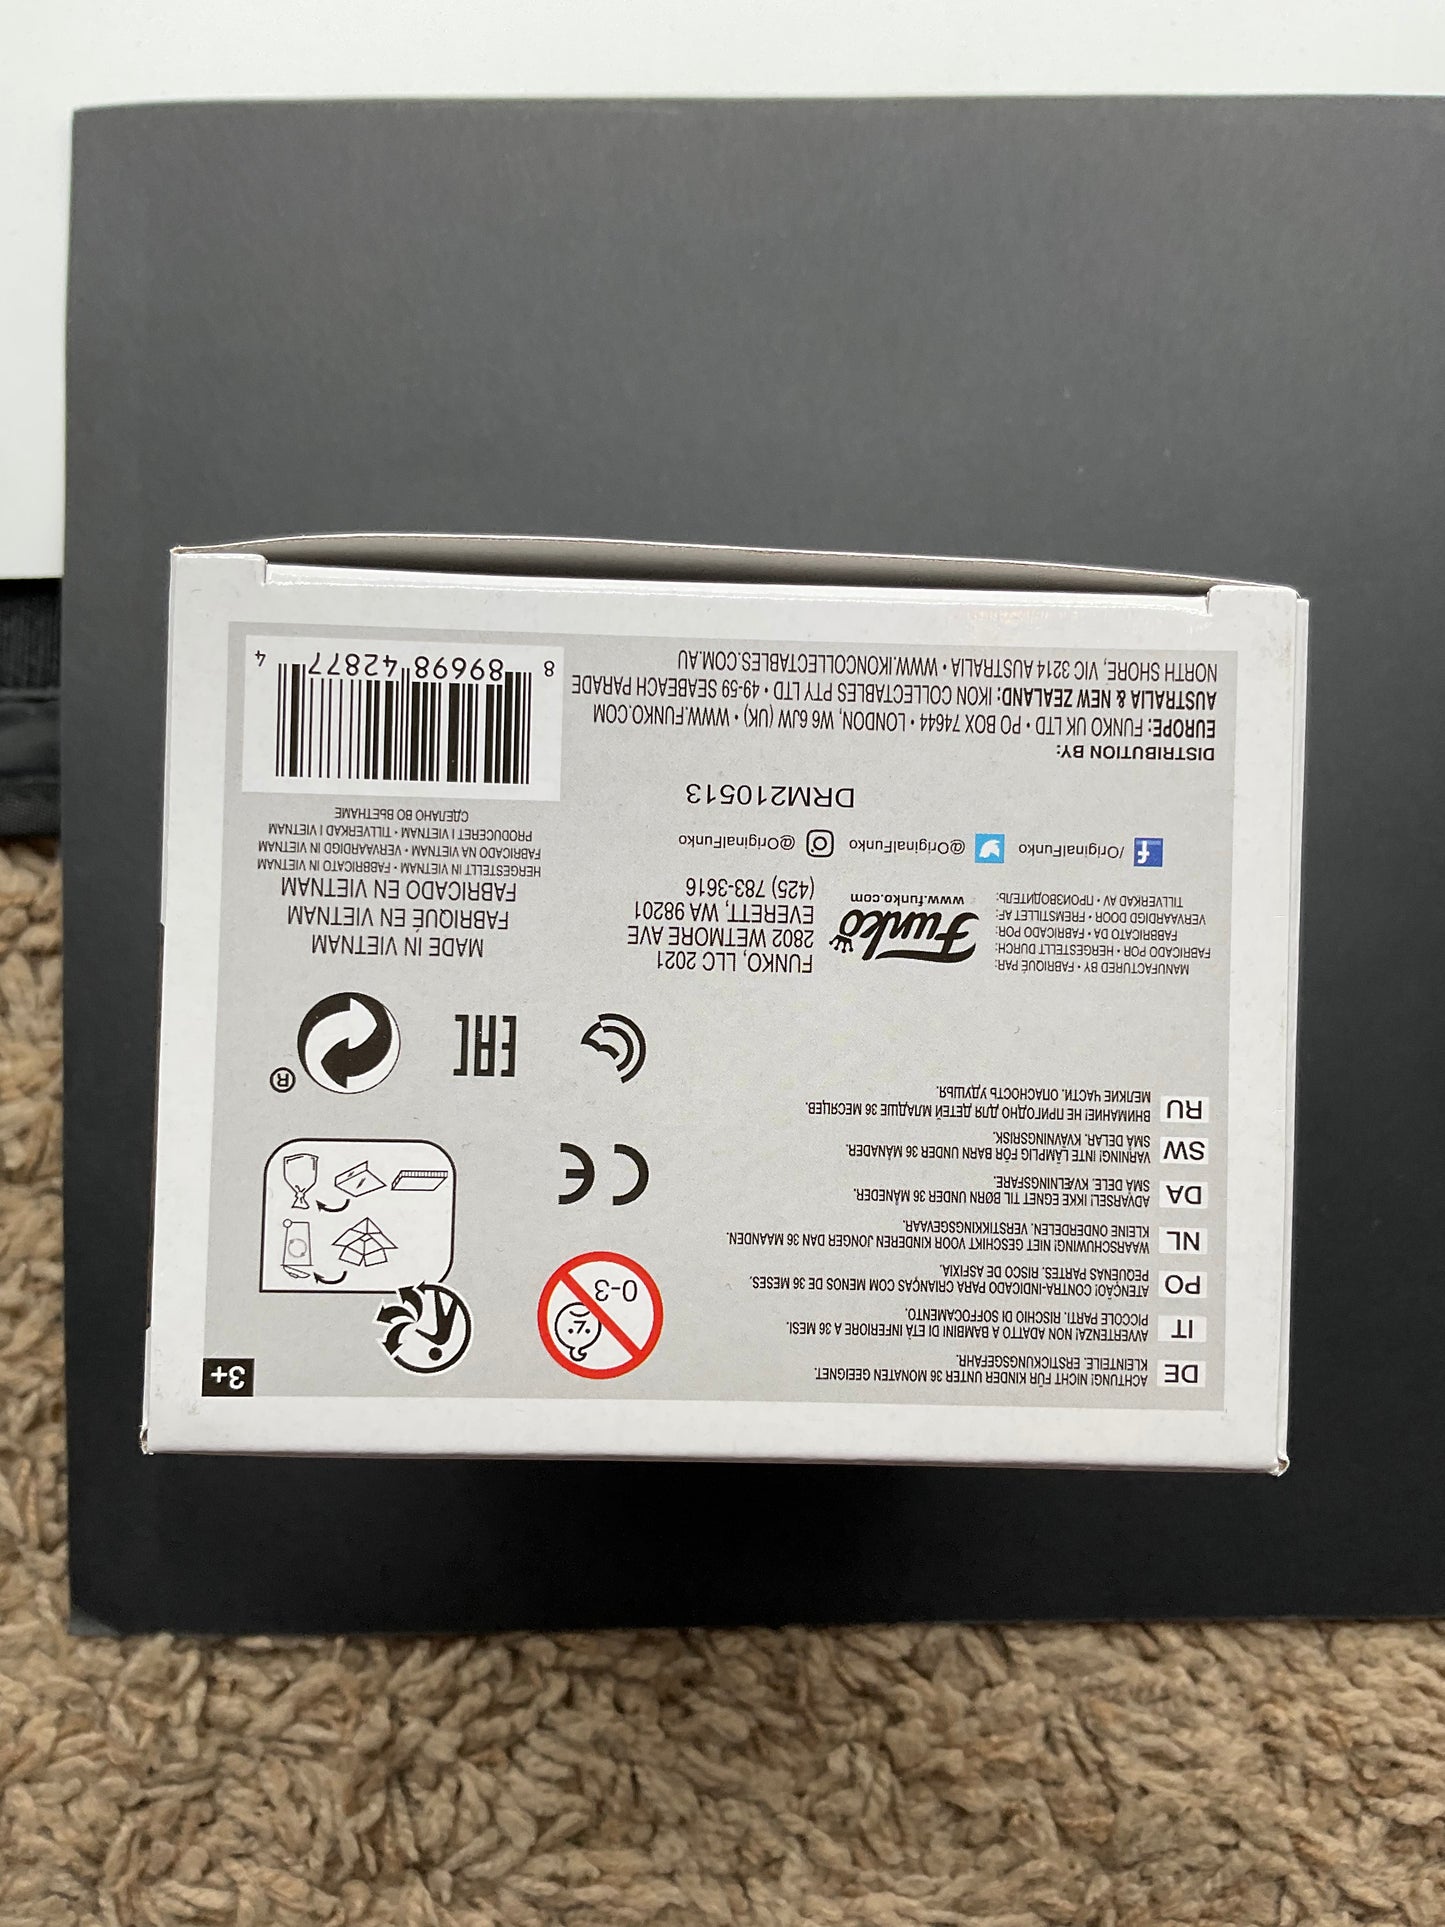 3+
DE
ACHTUNG! NICHT FÜR KINDER UNTER 36 MONATEN GEEIGNET.
KLEINTEILE. ERSTICKUNGSGEFAHR.
IT
AVVERTENZA! NON ADATTO A BAMBINI DI ETÀ INFERIORE A 36 MESI.
PICCOLE PARTI. RISCHIO DI SOFFOCAMENTO.
PO
ATENÇÃO! CONTRA-INDICADO PARA CRIANÇAS COM MENOS DE 36 MESES.
PEQUENAS PARTES. RISCO DE ASFIXIA.
NL
WAARSCHUWING! NIET GESCHIKT VOOR KINDEREN JONGER DAN 36 MAANDEN.
KLEINE ONDERDELEN. VERSTIKKINGSGEVAAR.
DA
ADVARSEL! IKKE EGNET TIL BØRN UNDER 36 MÅNEDER.
SMÅ DELE. KVÆLNINGSFARE.
SW
VARNING! INTE LÄMPLIG FÖR BARN UNDER 36 MÅNADER.
SMÅ DELAR. KVÄVNINGSRISK.
RU
ВНИМАНИЕ! НЕ ПРИГОДНО ДЛЯ ДЕТЕЙ МЛАДШЕ 36 МЕСЯЦЕВ.
МЕЛКИЕ ЧАСТИ. ОПАСНОСТЬ УДУШЬЯ.
0-3
CE
EAC
®
MANUFACTURED BY • FABRIQUÉ PAR:
FABRICADO POR • HERGESTELLT DURCH:
FABBRICATO DA • FABRICADO POR:
VERVAARDIGD DOOR • FREMSTILLET AF:
TILLVERKAD AV • ПРОИЗВОДИТЕЛЬ:
Funko
www.funko.com
FUNKO, LLC 2021
2802 WETMORE AVE
EVERETT, WA 98201
(425) 783-3616
MADE IN VIETNAM
FABRIQUÉ EN VIETNAM
FABRICADO EN VIETNAM
HERGESTELLT IN VIETNAM • FABBRICATO IN VIETNAM
FABRICADO NA VIETNAM • VERVAARDIGD IN VIETNAM
PRODUCERET I VIETNAM • TILLVERKAD I VIETNAM
СДЕЛАНО ВО ВЬЕТНАМЕ
/OriginalFunko @OriginalFunko @OriginalFunko
DRM210513
DISTRIBUTION BY:
EUROPE: FUNKO UK LTD • PO BOX 74644 • LONDON, W6 6JW (UK) • WWW.FUNKO.COM
AUSTRALIA & NEW ZEALAND: IKON COLLECTABLES PTY LTD • 49-59 SEABEACH PARADE
NORTH SHORE, VIC 3214 AUSTRALIA • WWW.IKONCOLLECTABLES.COM.AU
8 89698 42877 4